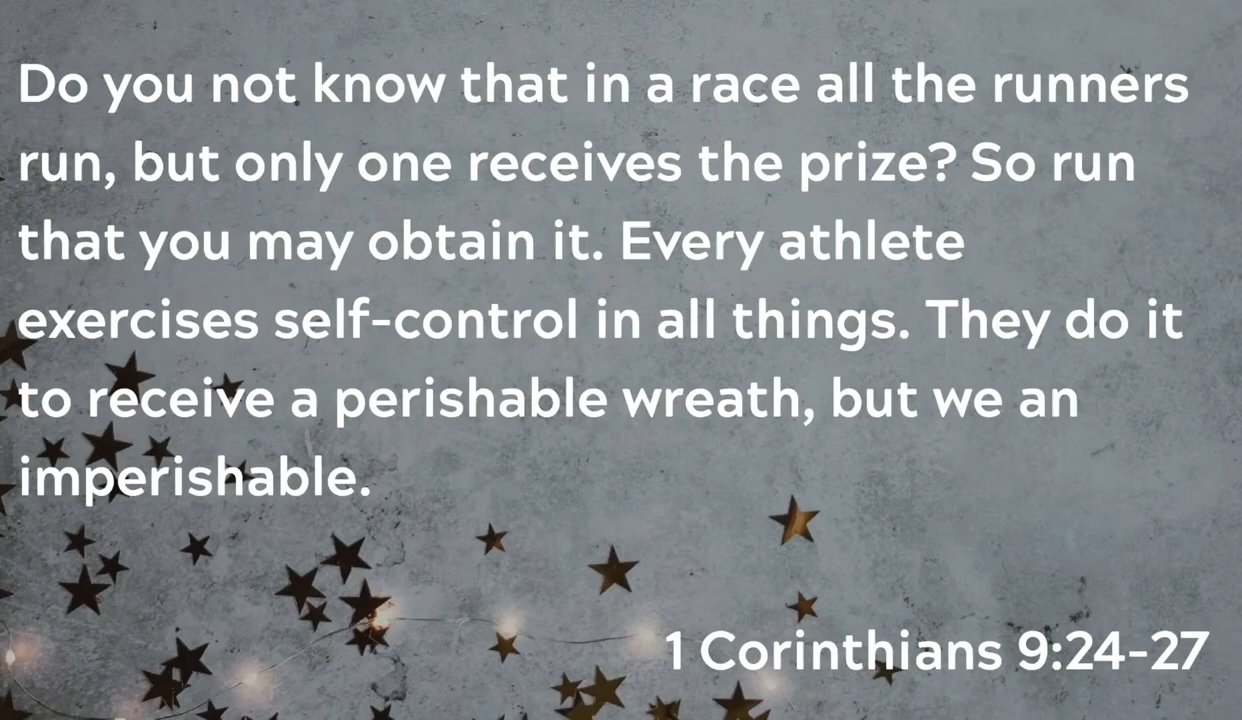 Do you not know that in a race all the runners
run, but only one receives the prize? So run
that you may obtain it. Every athlete
exercises self-control in all things. They do it
to receive a perishable wreath, but we an
imperishable.
1 Corinthians 9:24-27